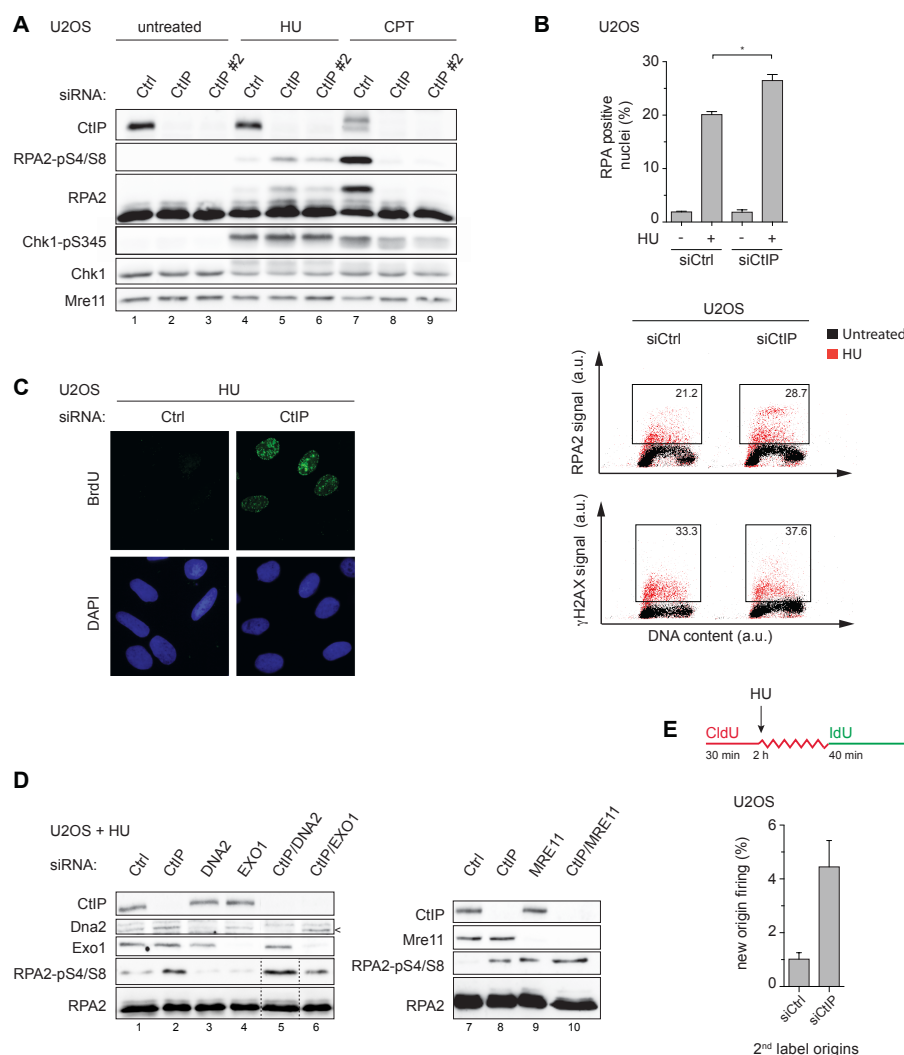 A
U2OS
untreated
HU
CPT
siRNA:
Ctrl
CtIP
CtIP #2
Ctrl
CtIP
CtIP #2
Ctrl
CtIP
CtIP #2
CtIP
RPA2-pS4/S8
RPA2
Chk1-pS345
Chk1
Mre11
1 2 3 4 5 6 7 8 9
B
U2OS
*
RPA positive
nuclei (%)
30
20
10
0
HU - + - +
siCtrl siCtIP
U2OS
siCtrl siCtIP
Untreated
HU
RPA2 signal (a.u.)
21.2 28.7
γH2AX signal (a.u.)
33.3 37.6
DNA content (a.u.)
C
U2OS
HU
siRNA:
Ctrl
CtIP
BrdU
DAPI
D
U2OS + HU
siRNA:
Ctrl
CtIP
DNA2
EXO1
CtIP/DNA2
CtIP/EXO1
CtIP
Dna2
<
Exo1
RPA2-pS4/S8
RPA2
1 2 3 4 5 6
Ctrl
CtIP
MRE11
CtIP/MRE11
CtIP
Mre11
RPA2-pS4/S8
RPA2
7 8 9 10
E
HU
CldU IdU
30 min 2 h 40 min
U2OS
new origin firing (%)
6
4
2
0
siCtrl
siCtIP
2nd label origins